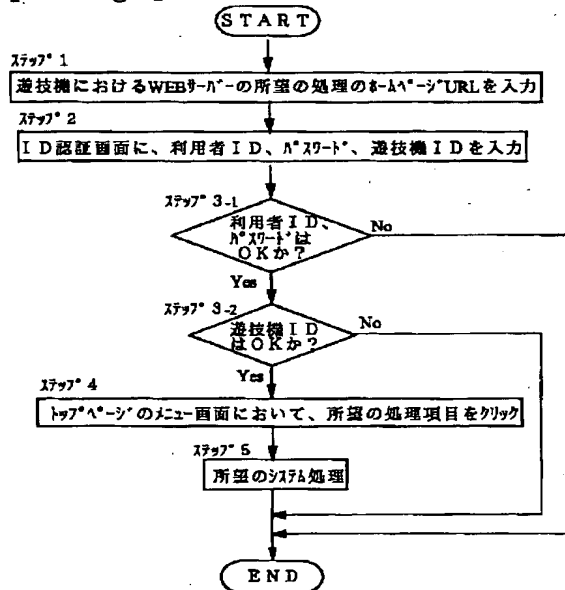 START
ステップ1
遊技機におけるWEBサーバーの所望の処理のホームページURLを入力
ステップ2
ID認証画面に、利用者ID、パスワード、遊技機IDを入力
ステップ3-1
利用者ID、
パスワードは
OKか？
No
Yes
ステップ3-2
遊技機ID
はOKか？
No
Yes
ステップ4
トップページのメニュー画面において、所望の処理項目をクリック
ステップ5
所望のシステム処理
END